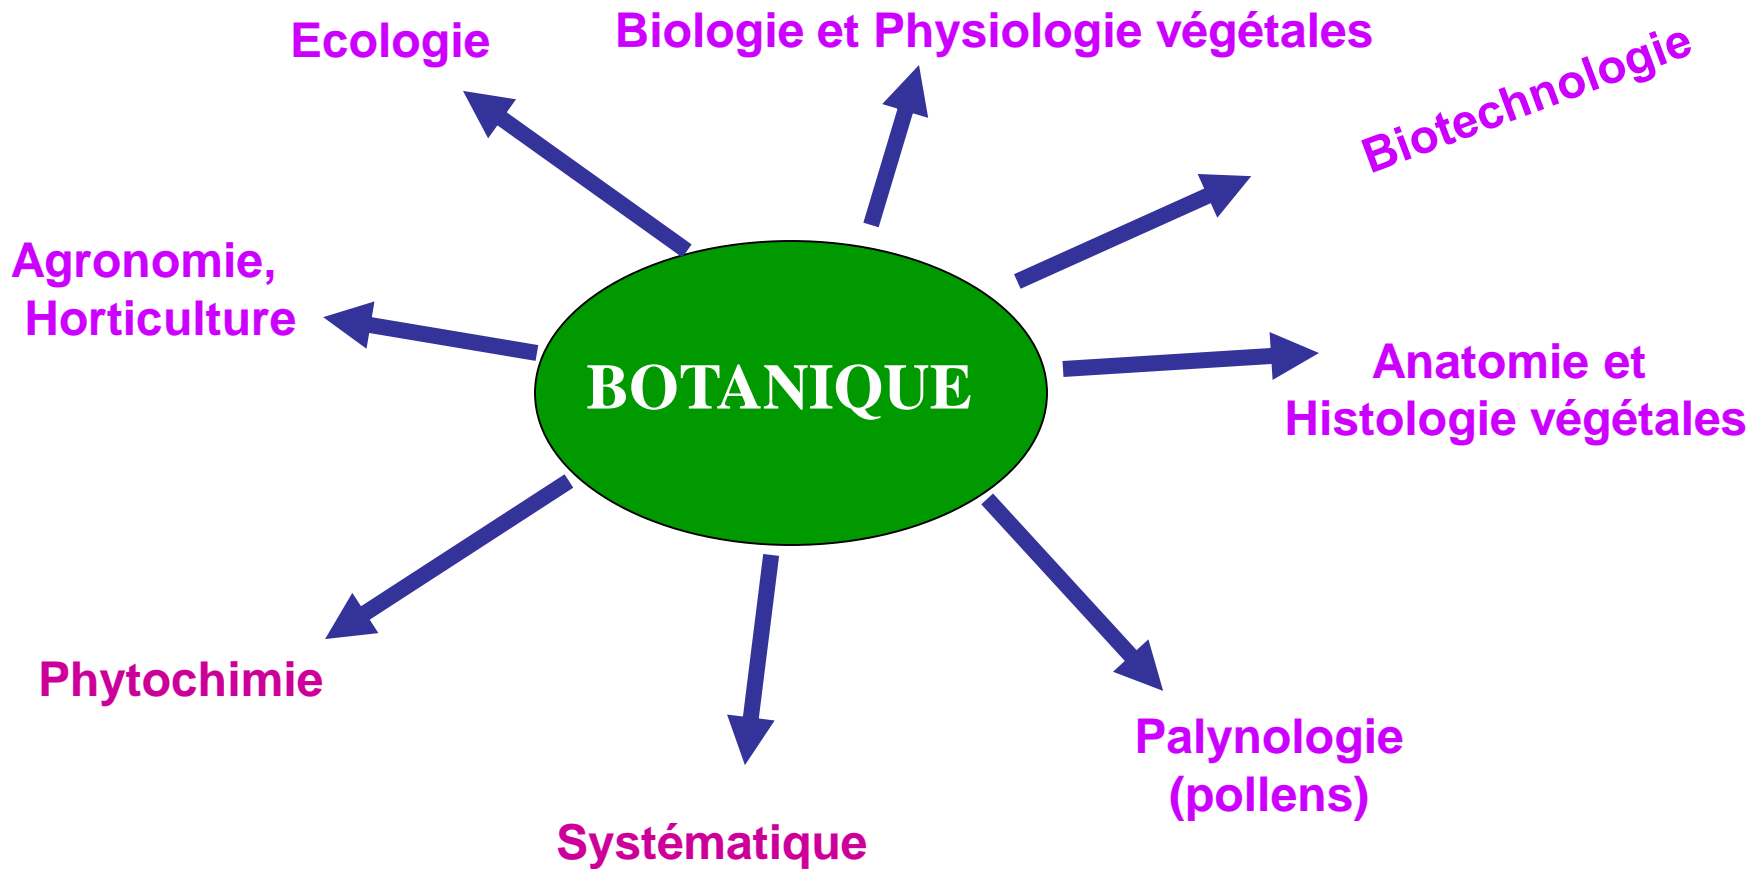 Ecologie
Biologie et Physiologie végétales
Biotechnologie
Agronomie,
Horticulture
BOTANIQUE
Anatomie et
Histologie végétales
Phytochimie
Palynologie
(pollens)
Systématique